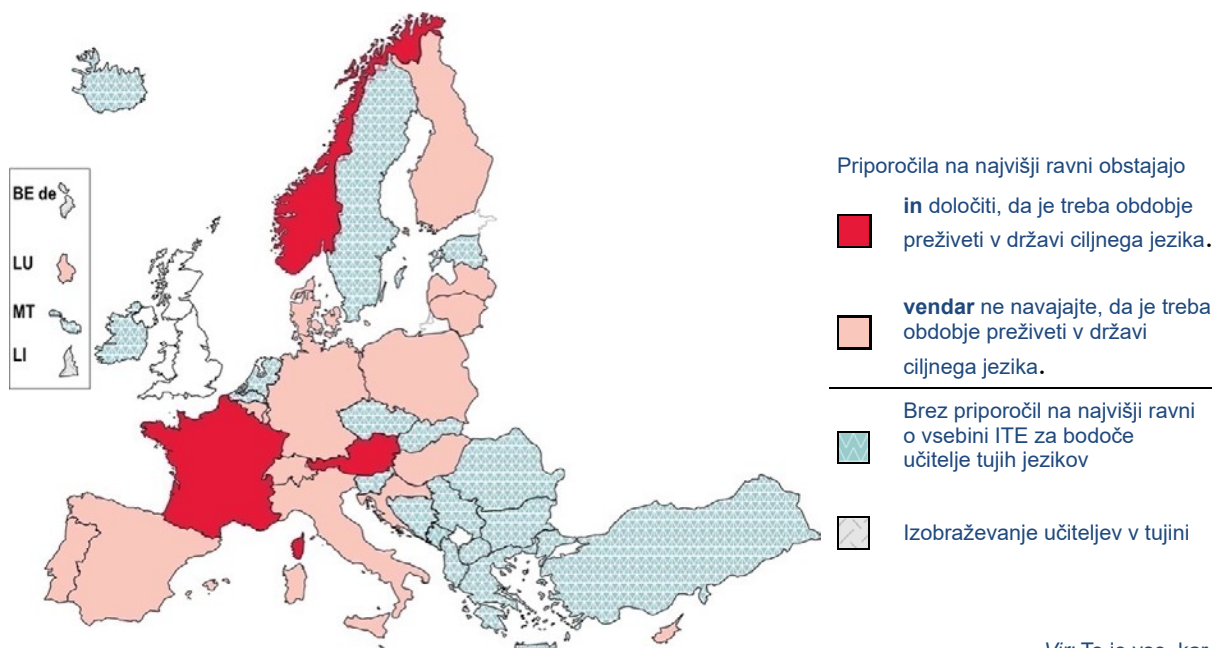 BE de
LU
MT
LI
Priporočila na najvišji ravni obstajajo
in določiti, da je treba obdobje
preživeti v državi ciljnega jezika.
vendar ne navajajte, da je treba
obdobje preživeti v državi
ciljnega jezika.
Brez priporočil na najvišji ravni
o vsebini ITE za bodoče
učitelje tujih jezikov
Izobraževanje učiteljev v tujini